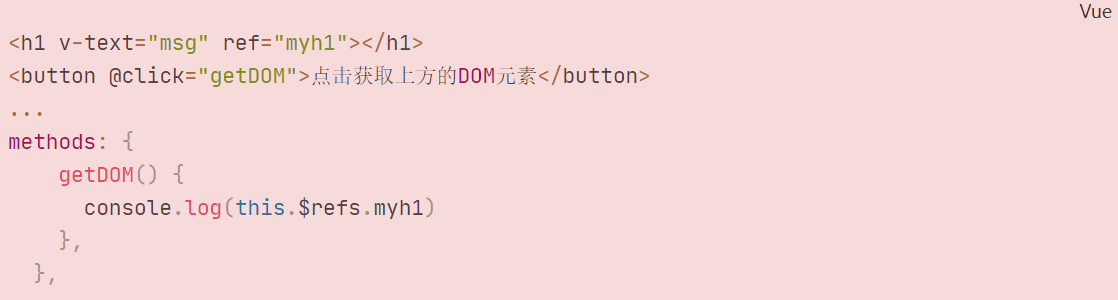 Vue
<h1 v-text="msg" ref="myh1"></h1>
<button @click="getDOM">点击获取上方的DOM元素</button>
...
methods: {
    getDOM() {
      console.log(this.$refs.myh1)
    },
  },